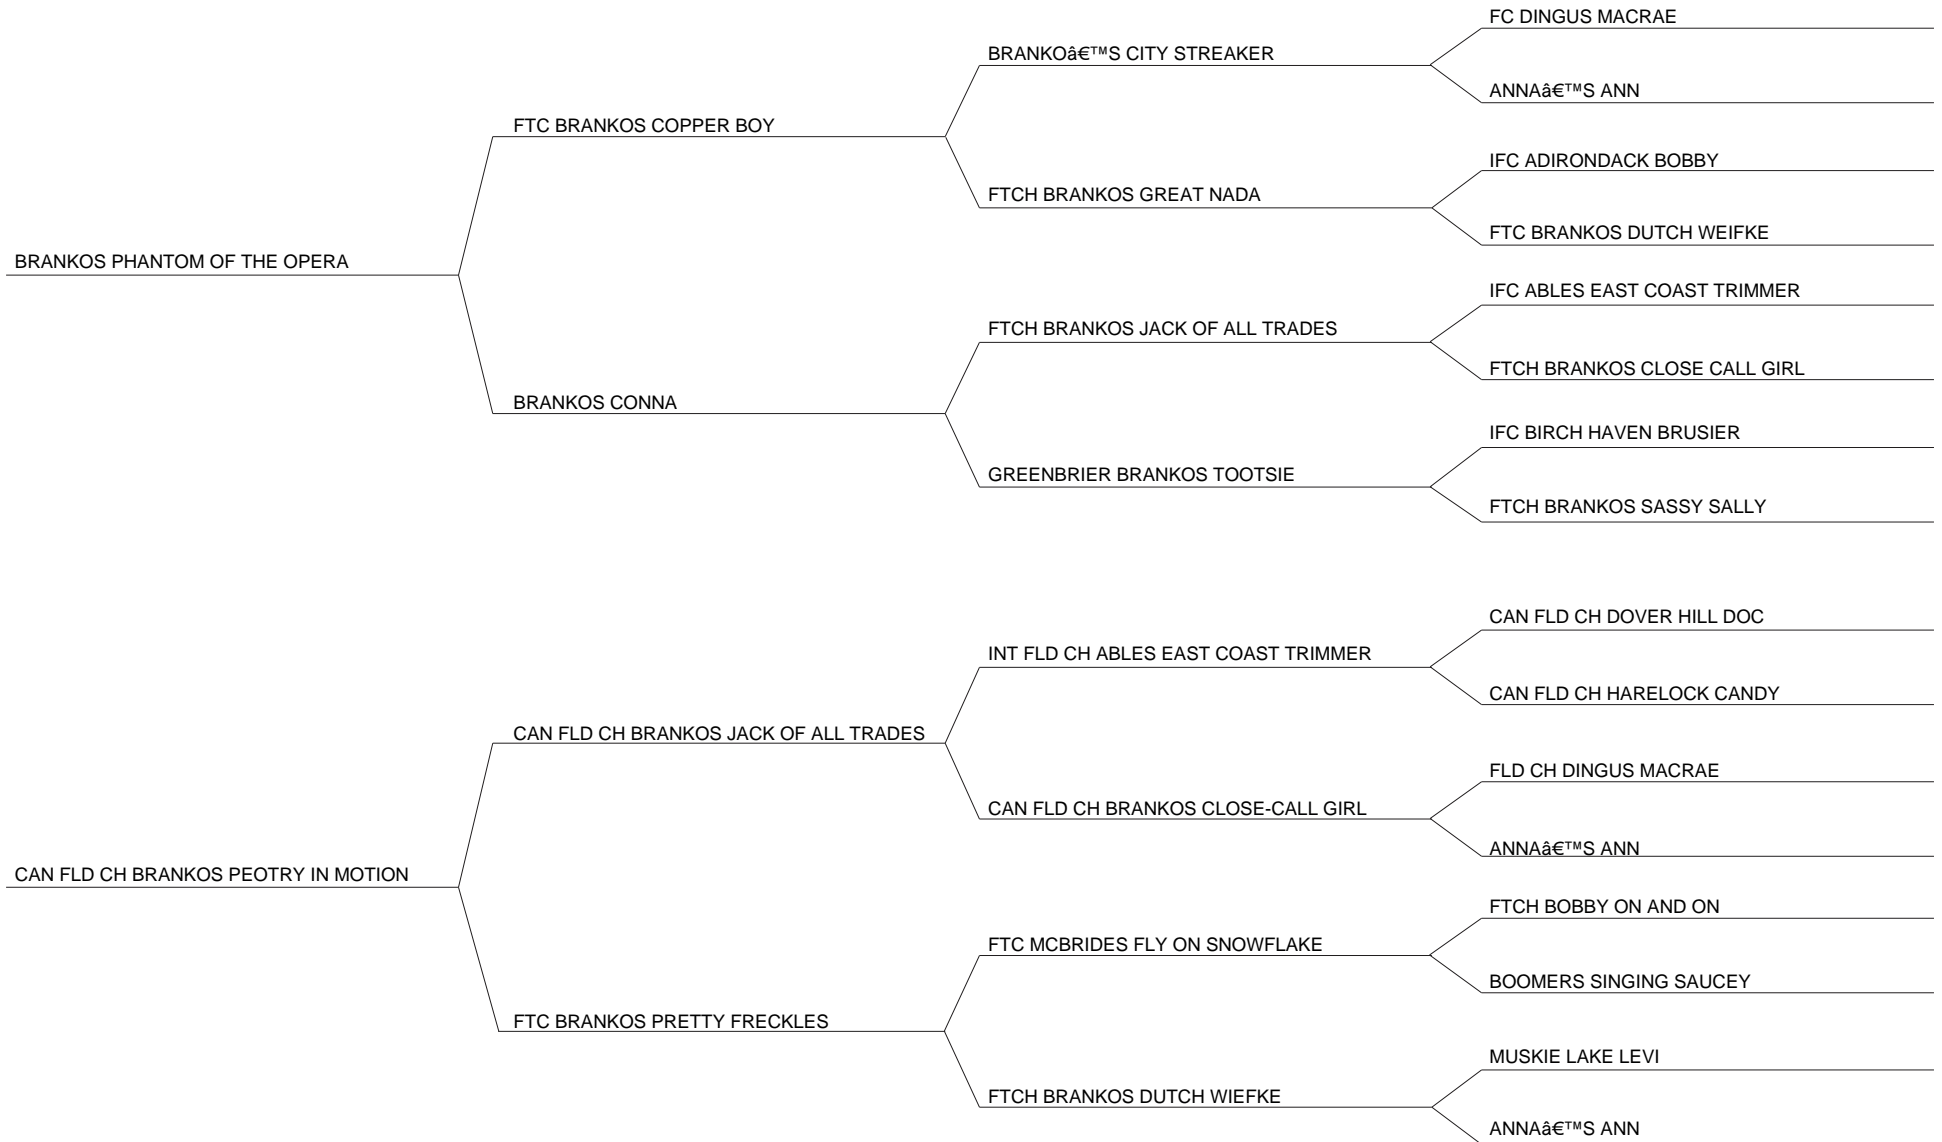 FC DINGUS MACRAE
BRANKOâ€™S CITY STREAKER
ANNAâ€™S ANN
FTC BRANKOS COPPER BOY
IFC ADIRONDACK BOBBY
FTCH BRANKOS GREAT NADA
FTC BRANKOS DUTCH WEIFKE
BRANKOS PHANTOM OF THE OPERA
IFC ABLES EAST COAST TRIMMER
FTCH BRANKOS JACK OF ALL TRADES
FTCH BRANKOS CLOSE CALL GIRL
BRANKOS CONNA
IFC BIRCH HAVEN BRUSIER
GREENBRIER BRANKOS TOOTSIE
FTCH BRANKOS SASSY SALLY
CAN FLD CH DOVER HILL DOC
INT FLD CH ABLES EAST COAST TRIMMER
CAN FLD CH HARELOCK CANDY
CAN FLD CH BRANKOS JACK OF ALL TRADES
FLD CH DINGUS MACRAE
CAN FLD CH BRANKOS CLOSE-CALL GIRL
ANNAâ€™S ANN
CAN FLD CH BRANKOS PEOTRY IN MOTION
FTCH BOBBY ON AND ON
FTC MCBRIDES FLY ON SNOWFLAKE
BOOMERS SINGING SAUCEY
FTC BRANKOS PRETTY FRECKLES
MUSKIE LAKE LEVI
FTCH BRANKOS DUTCH WIEFKE
ANNAâ€™S ANN